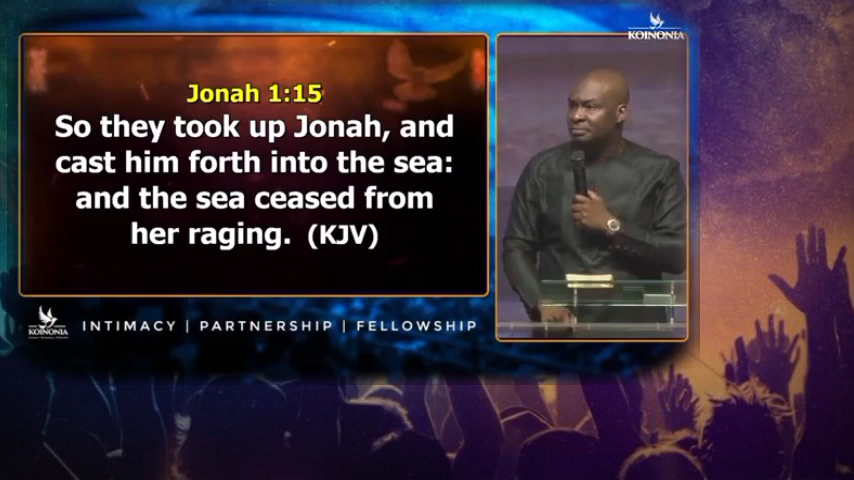 KOINONIA
Jonah 1:15
So they took up Jonah, and
cast him forth into the sea:
and the sea ceased from
her raging. (KJV)
KOINONIA
INTIMACY | PARTNERSHIP | FELLOWSHIP